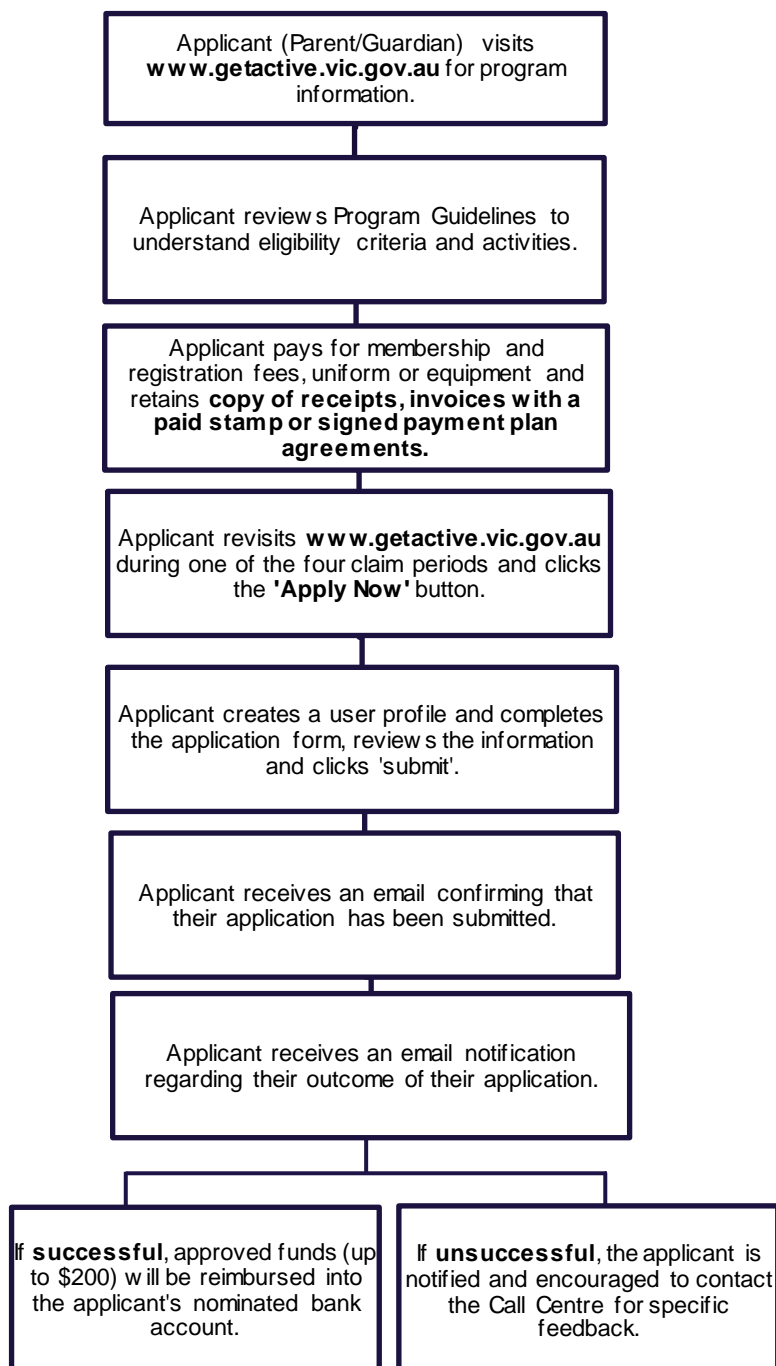 Applicant (Parent/Guardian) visits
www.getactive.vic.gov.au for program
information.
Applicant reviews Program Guidelines to
understand eligibility criteria and activities.
Applicant pays for membership and
registration fees, uniform or equipment and
retains copy of receipts, invoices with a
paid stamp or signed payment plan
agreements.
Applicant revisits www.getactive.vic.gov.au
during one of the four claim periods and clicks
the 'Apply Now' button.
Applicant creates a user profile and completes
the application form, reviews the information
and clicks 'submit'.
Applicant receives an email confirming that
their application has been submitted.
Applicant receives an email notification
regarding their outcome of their application.
If successful, approved funds (up
to $200) will be reimbursed into
the applicant's nominated bank
account.
If unsuccessful, the applicant is
notified and encouraged to contact
the Call Centre for specific
feedback.